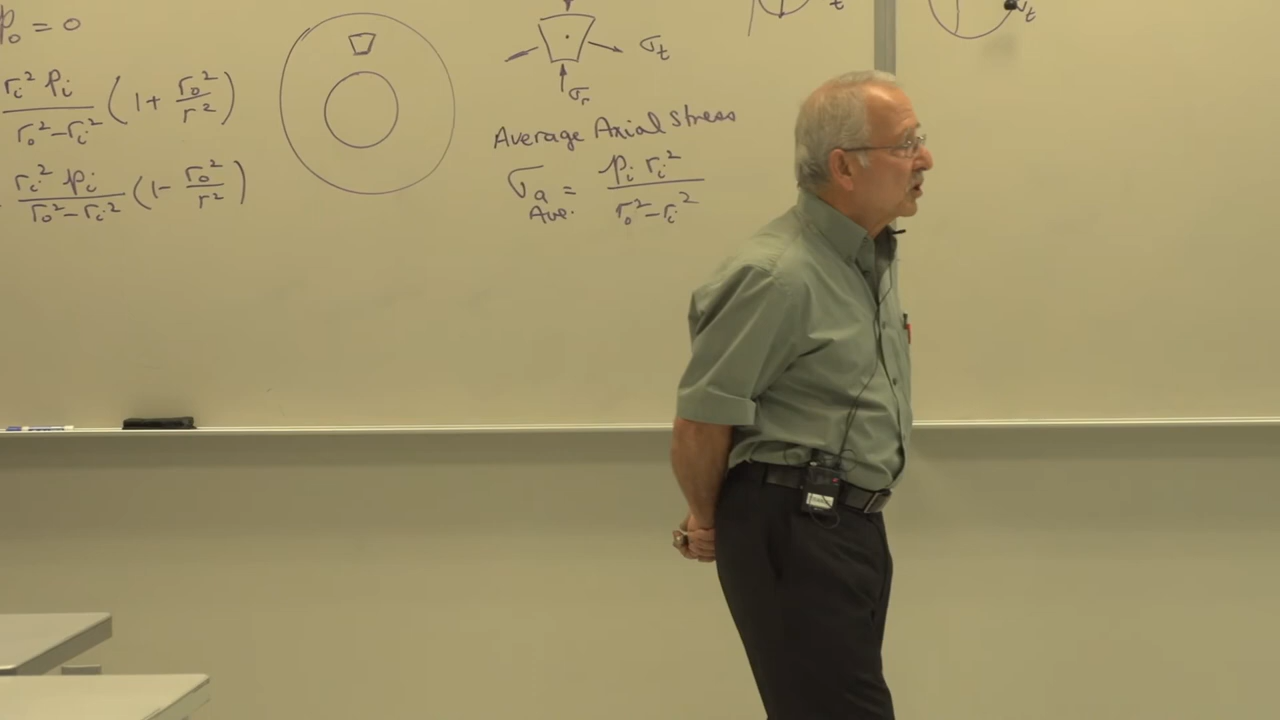 p₀ = 0
rᵢ² pᵢ / r₀² − rᵢ² (1 + r₀² / r²)
rᵢ² pᵢ / r₀² − rᵢ² (1 − r₀² / r²)
σt
σr
Average Axial Stress
σa = pᵢ rᵢ² / r₀² − rᵢ²
Ave.
t
σt